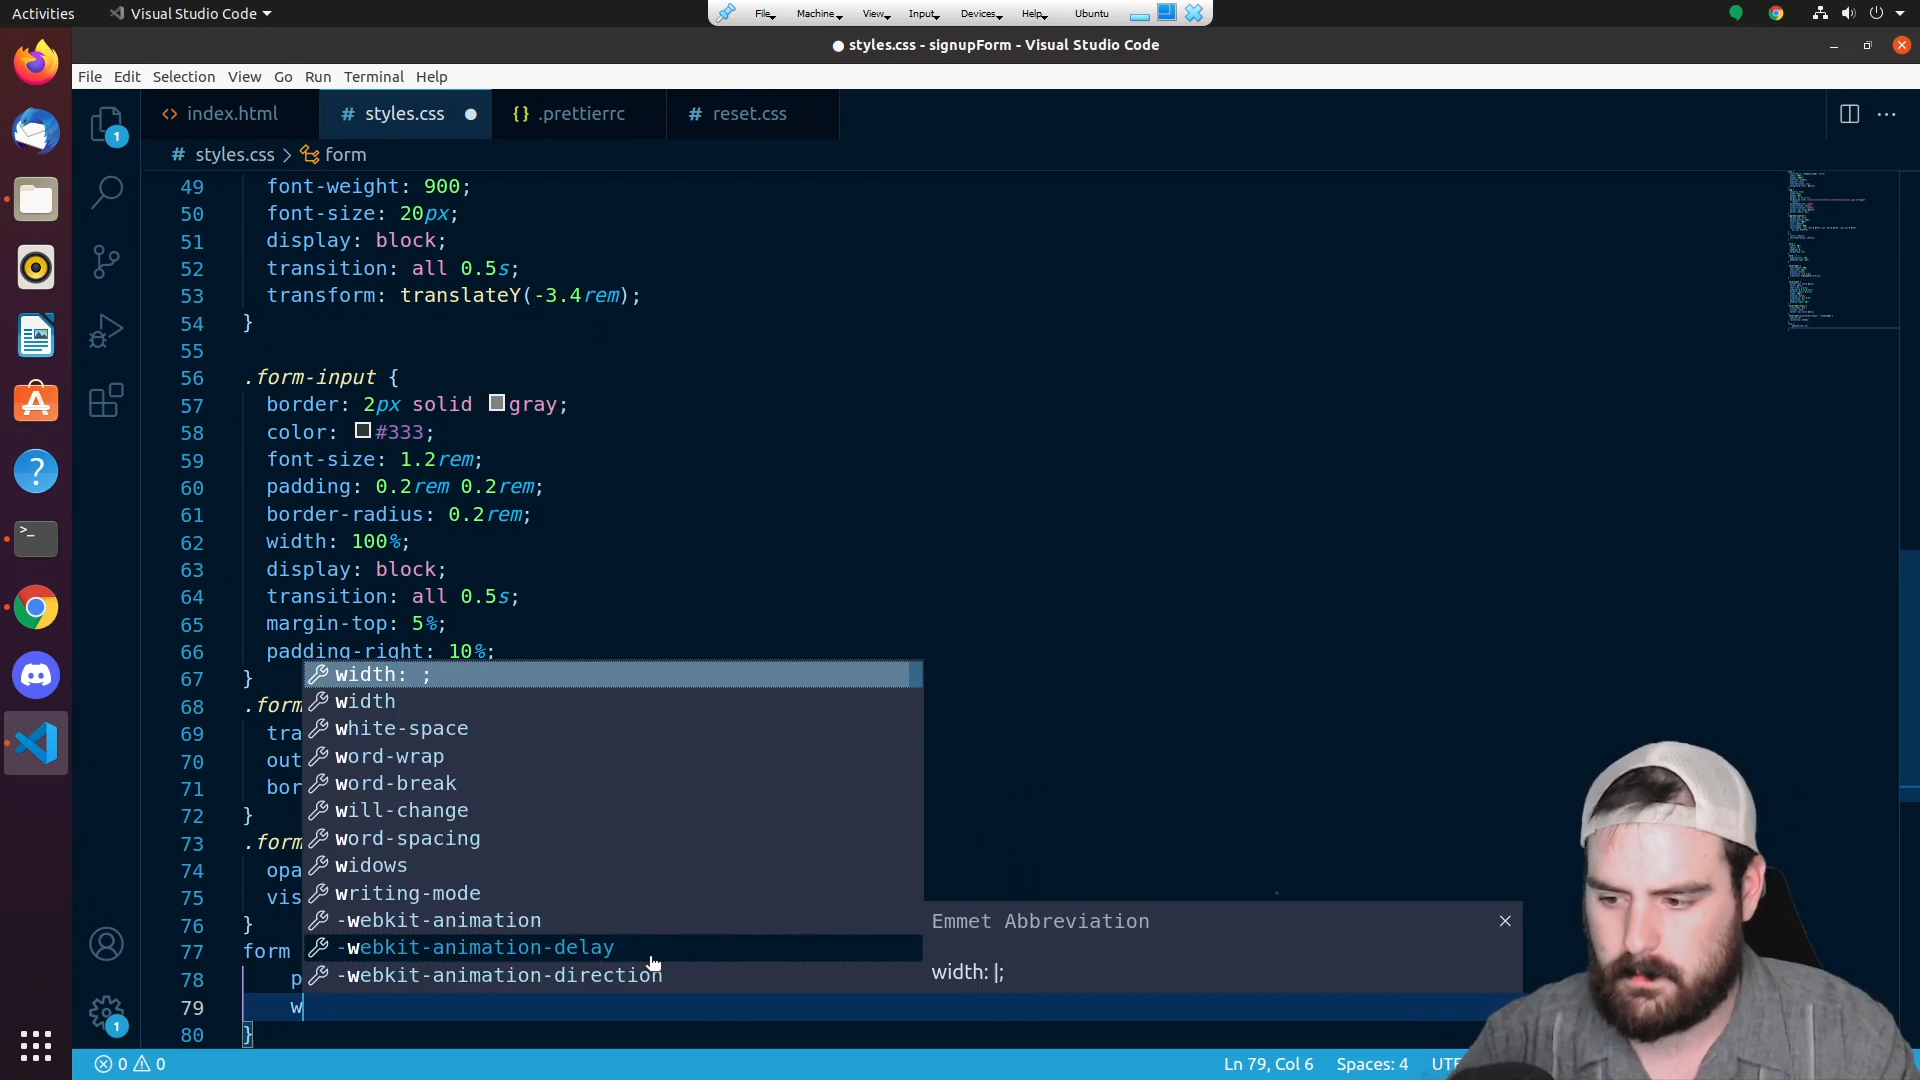 Activities
Visual Studio Code
File
Machine
View
Input
Devices
Help
Ubuntu
● styles.css - signupForm - Visual Studio Code
File Edit Selection View Go Run Terminal Help
index.html
# styles.css
{} .prettierrc
# reset.css
# styles.css > form
49 font-weight: 900;
50 font-size: 20px;
51 display: block;
52 transition: all 0.5s;
53 transform: translateY(-3.4rem);
54 }
55
56 .form-input {
57 border: 2px solid gray;
58 color: #333;
59 font-size: 1.2rem;
60 padding: 0.2rem 0.2rem;
61 border-radius: 0.2rem;
62 width: 100%;
63 display: block;
64 transition: all 0.5s;
65 margin-top: 5%;
66 padding-right: 10%;
67 }
68 .form
69 tra
70 out
71 bor
72 }
73 .form
74 opa
75 vis
76 }
77 form
78 p
79 w
80 }
width: ;
width
white-space
word-wrap
word-break
will-change
word-spacing
widows
writing-mode
-webkit-animation
-webkit-animation-delay
-webkit-animation-direction
Emmet Abbreviation
width: |;
1
1
0 0
Ln 79, Col 6
Spaces: 4